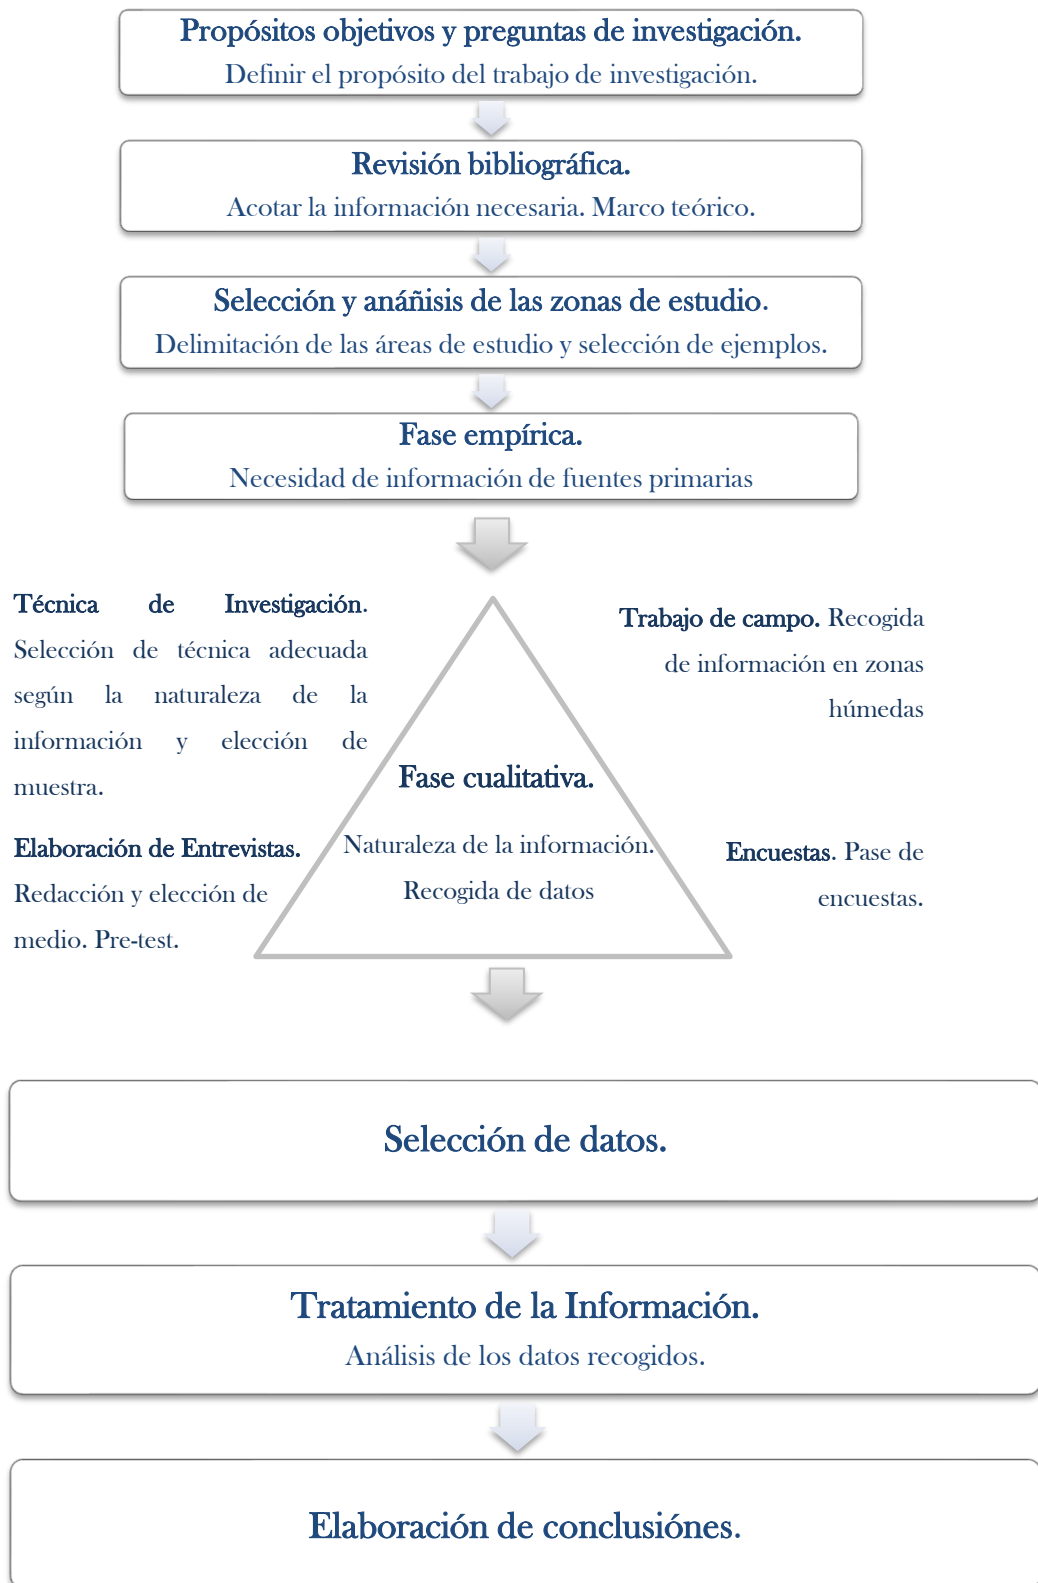 Propósitos objetivos y preguntas de investigación.
Definir el propósito del trabajo de investigación.
Revisión bibliográfica.
Acotar la información necesaria. Marco teórico.
Selección y anáñisis de las zonas de estudio.
Delimitación de las áreas de estudio y selección de ejemplos.
Fase empírica.
Necesidad de información de fuentes primarias
Técnica de Investigación.
Selección de técnica adecuada
según la naturaleza de la
información y elección de
muestra.
Elaboración de Entrevistas.
Redacción y elección de
medio. Pre-test.
Fase cualitativa.
Naturaleza de la información.
Recogida de datos
Trabajo de campo. Recogida
de información en zonas
húmedas
Encuestas. Pase de
encuestas.
Selección de datos.
Tratamiento de la Información.
Análisis de los datos recogidos.
Elaboración de conclusiónes.